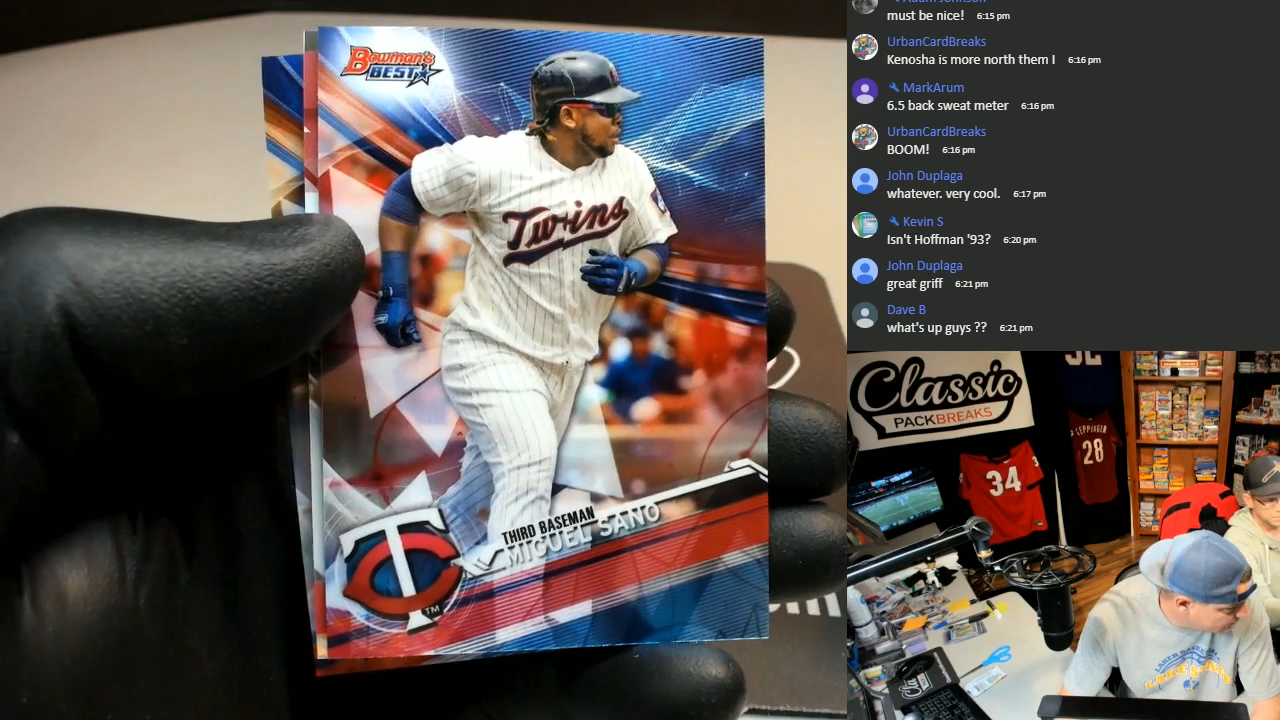 Bowman's
BEST
Twins
THIRD BASEMAN
MIGUEL SANO
TC
TM
must be nice! 6:15 pm
UrbanCardBreaks
Kenosha is more north them I 6:16 pm
MarkArum
6.5 back sweat meter 6:16 pm
UrbanCardBreaks
BOOM! 6:16 pm
John Duplaga
whatever. very cool. 6:17 pm
Kevin S
Isn't Hoffman '93? 6:20 pm
John Duplaga
great griff 6:21 pm
Dave B
what's up guys ?? 6:21 pm
Classic
PACKBREAKS
34
LEPPINGER
28